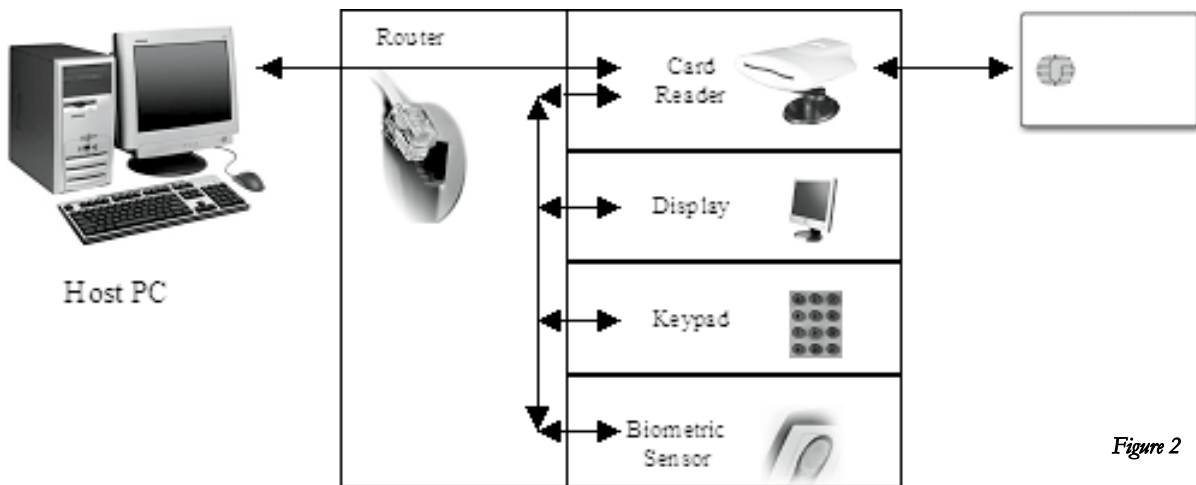 Router
Card
Reader
Display
Host PC
Keypad
Biometric
Sensor
Figure 2